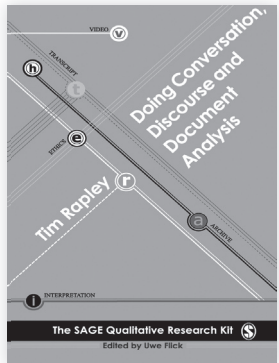 VIDEO v
h
TRANSCRIPT
t
Doing Conversation,
Discourse and
Document
Analysis
ETHICS
e
Tim Rapley
r
a
ARCHIVE
i INTERPRETATION
The SAGE Qualitative Research Kit S
Edited by Uwe Flick